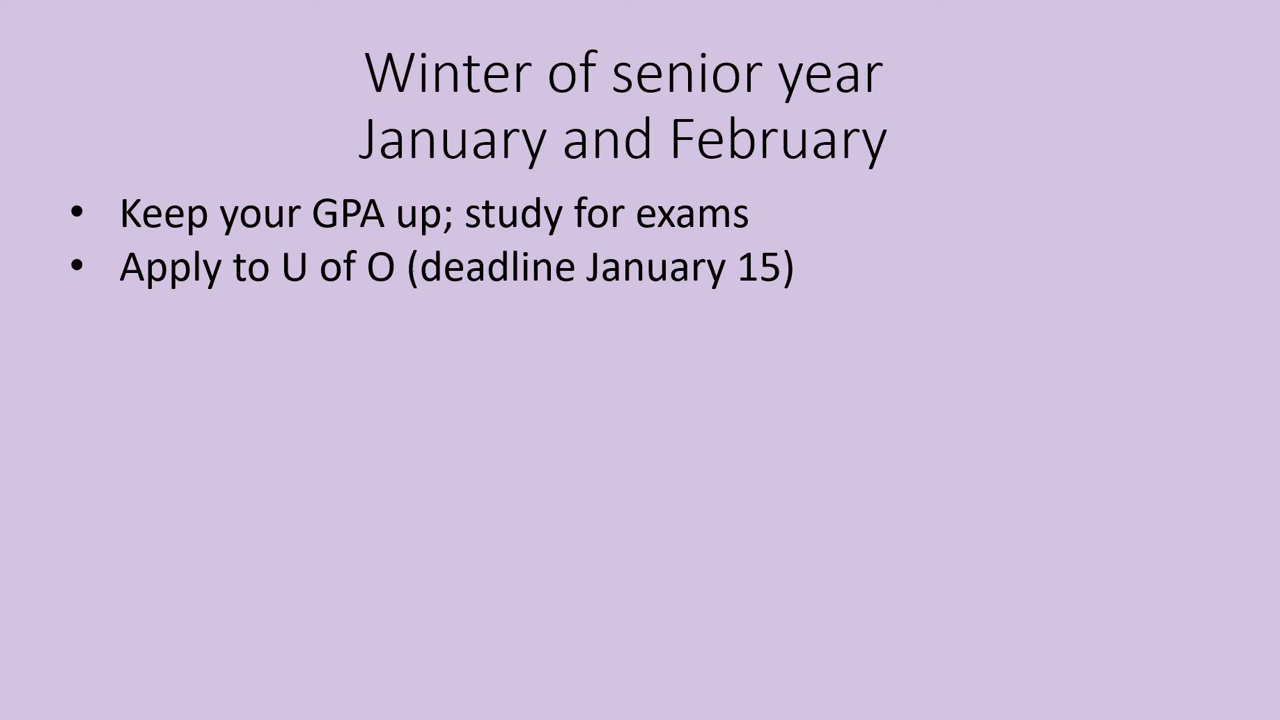 Winter of senior year
January and February
• Keep your GPA up; study for exams
• Apply to U of O (deadline January 15)